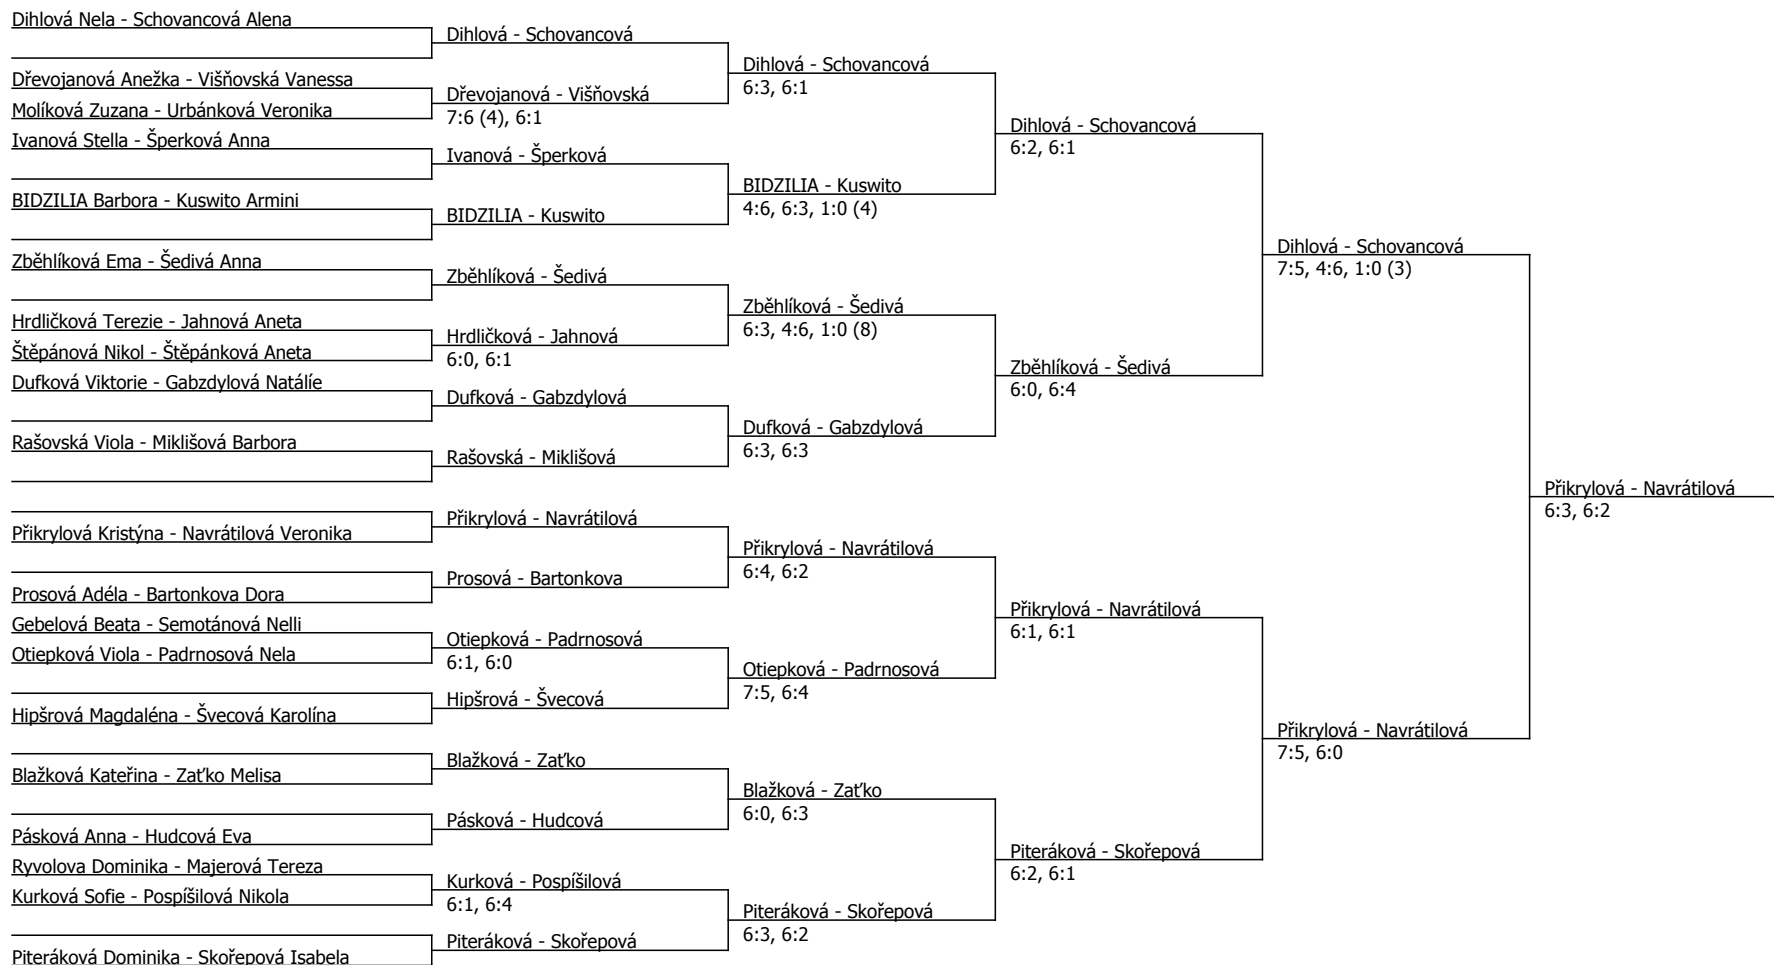 Dihlová Nela - Schovancová Alena
Dřevojanová Anežka - Višňovská Vanessa
Molíková Zuzana - Urbánková Veronika
Ivanová Stella - Šperková Anna
BIDZILIA Barbora - Kuswito Armini
Zběhlíková Ema - Šedivá Anna
Hrdličková Terezie - Jahnová Aneta
Štěpánová Nikol - Štěpánková Aneta
Dufková Viktorie - Gabzdylová Natálíe
Rašovská Viola - Miklišová Barbora
Přikrylová Kristýna - Navrátilová Veronika
Prosová Adéla - Bartonkova Dora
Gebelová Beata - Semotánová Nelli
Otiepková Viola - Padrnosová Nela
Hipšrová Magdaléna - Švecová Karolína
Blažková Kateřina - Zaťko Melisa
Pásková Anna - Hudcová Eva
Ryvolova Dominika - Majerová Tereza
Kurková Sofie - Pospíšilová Nikola
Piteráková Dominika - Skořepová Isabela
Dihlová - Schovancová
Dřevojanová - Višňovská
7:6 (4), 6:1
Ivanová - Šperková
BIDZILIA - Kuswito
Zběhlíková - Šedivá
Hrdličková - Jahnová
6:0, 6:1
Dufková - Gabzdylová
Rašovská - Miklišová
Přikrylová - Navrátilová
Prosová - Bartonkova
Otiepková - Padrnosová
6:1, 6:0
Hipšrová - Švecová
Blažková - Zaťko
Pásková - Hudcová
Kurková - Pospíšilová
6:1, 6:4
Piteráková - Skořepová
Dihlová - Schovancová
6:3, 6:1
BIDZILIA - Kuswito
4:6, 6:3, 1:0 (4)
Zběhlíková - Šedivá
6:3, 4:6, 1:0 (8)
Dufková - Gabzdylová
6:3, 6:3
Přikrylová - Navrátilová
6:4, 6:2
Otiepková - Padrnosová
7:5, 6:4
Blažková - Zaťko
6:0, 6:3
Piteráková - Skořepová
6:3, 6:2
Dihlová - Schovancová
6:2, 6:1
Zběhlíková - Šedivá
6:0, 6:4
Přikrylová - Navrátilová
6:1, 6:1
Piteráková - Skořepová
6:2, 6:1
Dihlová - Schovancová
7:5, 4:6, 1:0 (3)
Přikrylová - Navrátilová
7:5, 6:0
Přikrylová - Navrátilová
6:3, 6:2